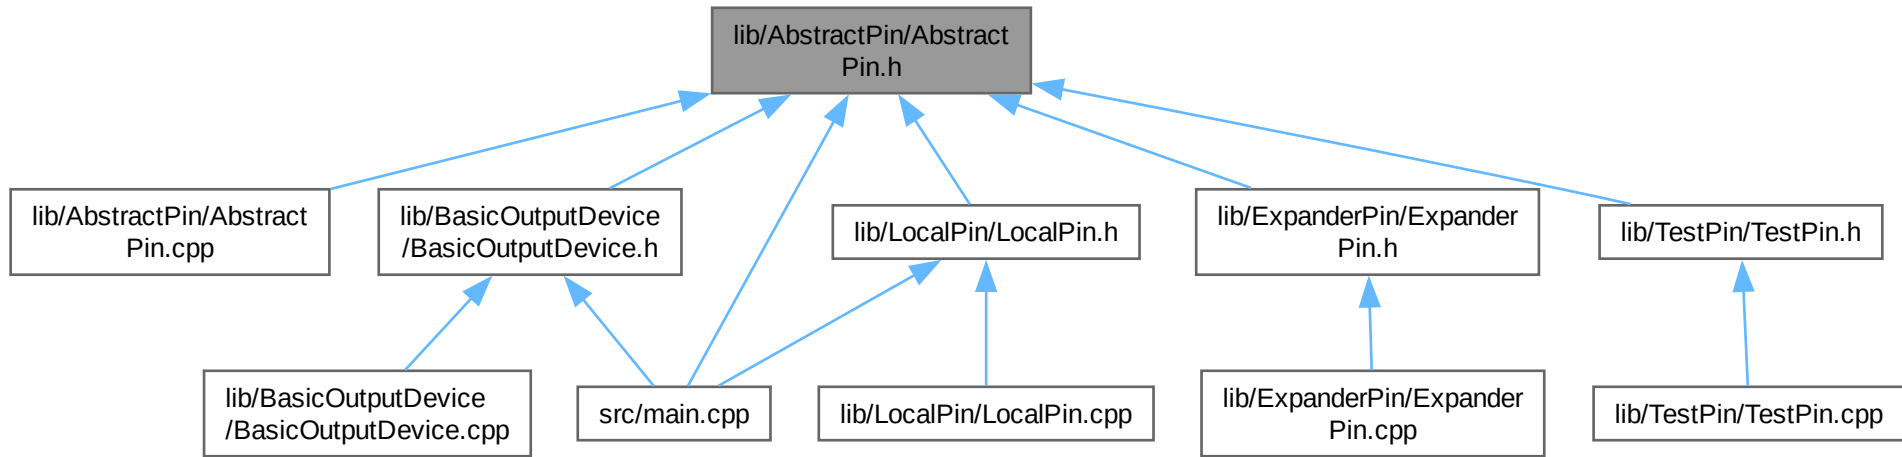 lib/AbstractPin/Abstract
Pin.h
lib/AbstractPin/Abstract
Pin.cpp
lib/BasicOutputDevice
/BasicOutputDevice.h
lib/LocalPin/LocalPin.h
lib/ExpanderPin/Expander
Pin.h
lib/TestPin/TestPin.h
lib/BasicOutputDevice
/BasicOutputDevice.cpp
src/main.cpp
lib/LocalPin/LocalPin.cpp
lib/ExpanderPin/Expander
Pin.cpp
lib/TestPin/TestPin.cpp